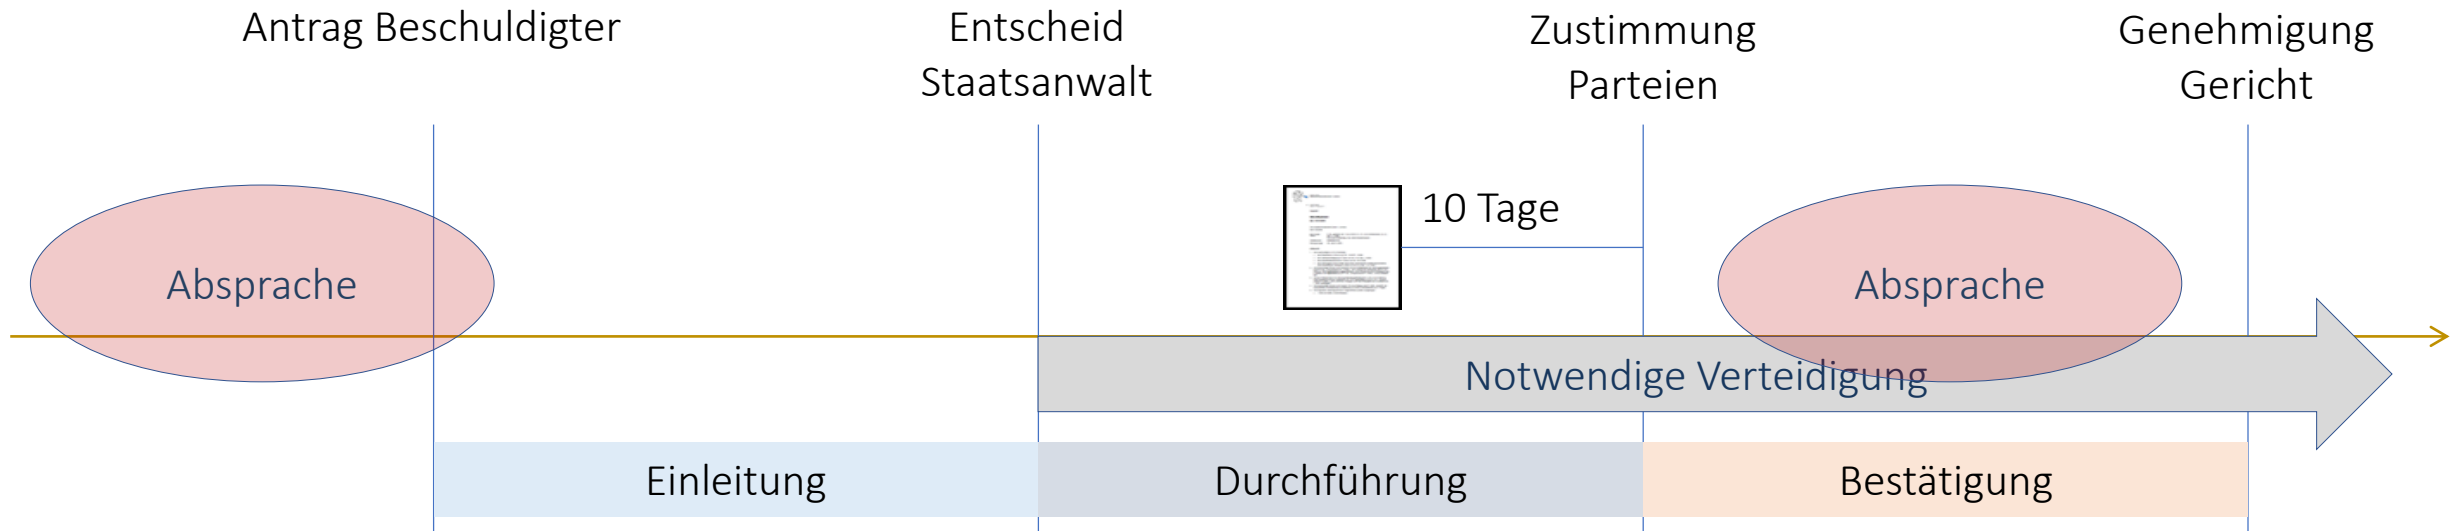 Antrag Beschuldigter
Entscheid
Staatsanwalt
Zustimmung
Parteien
Genehmigung
Gericht
10 Tage
Absprache
Absprache
Notwendige Verteidigung
Einleitung
Durchführung
Bestätigung